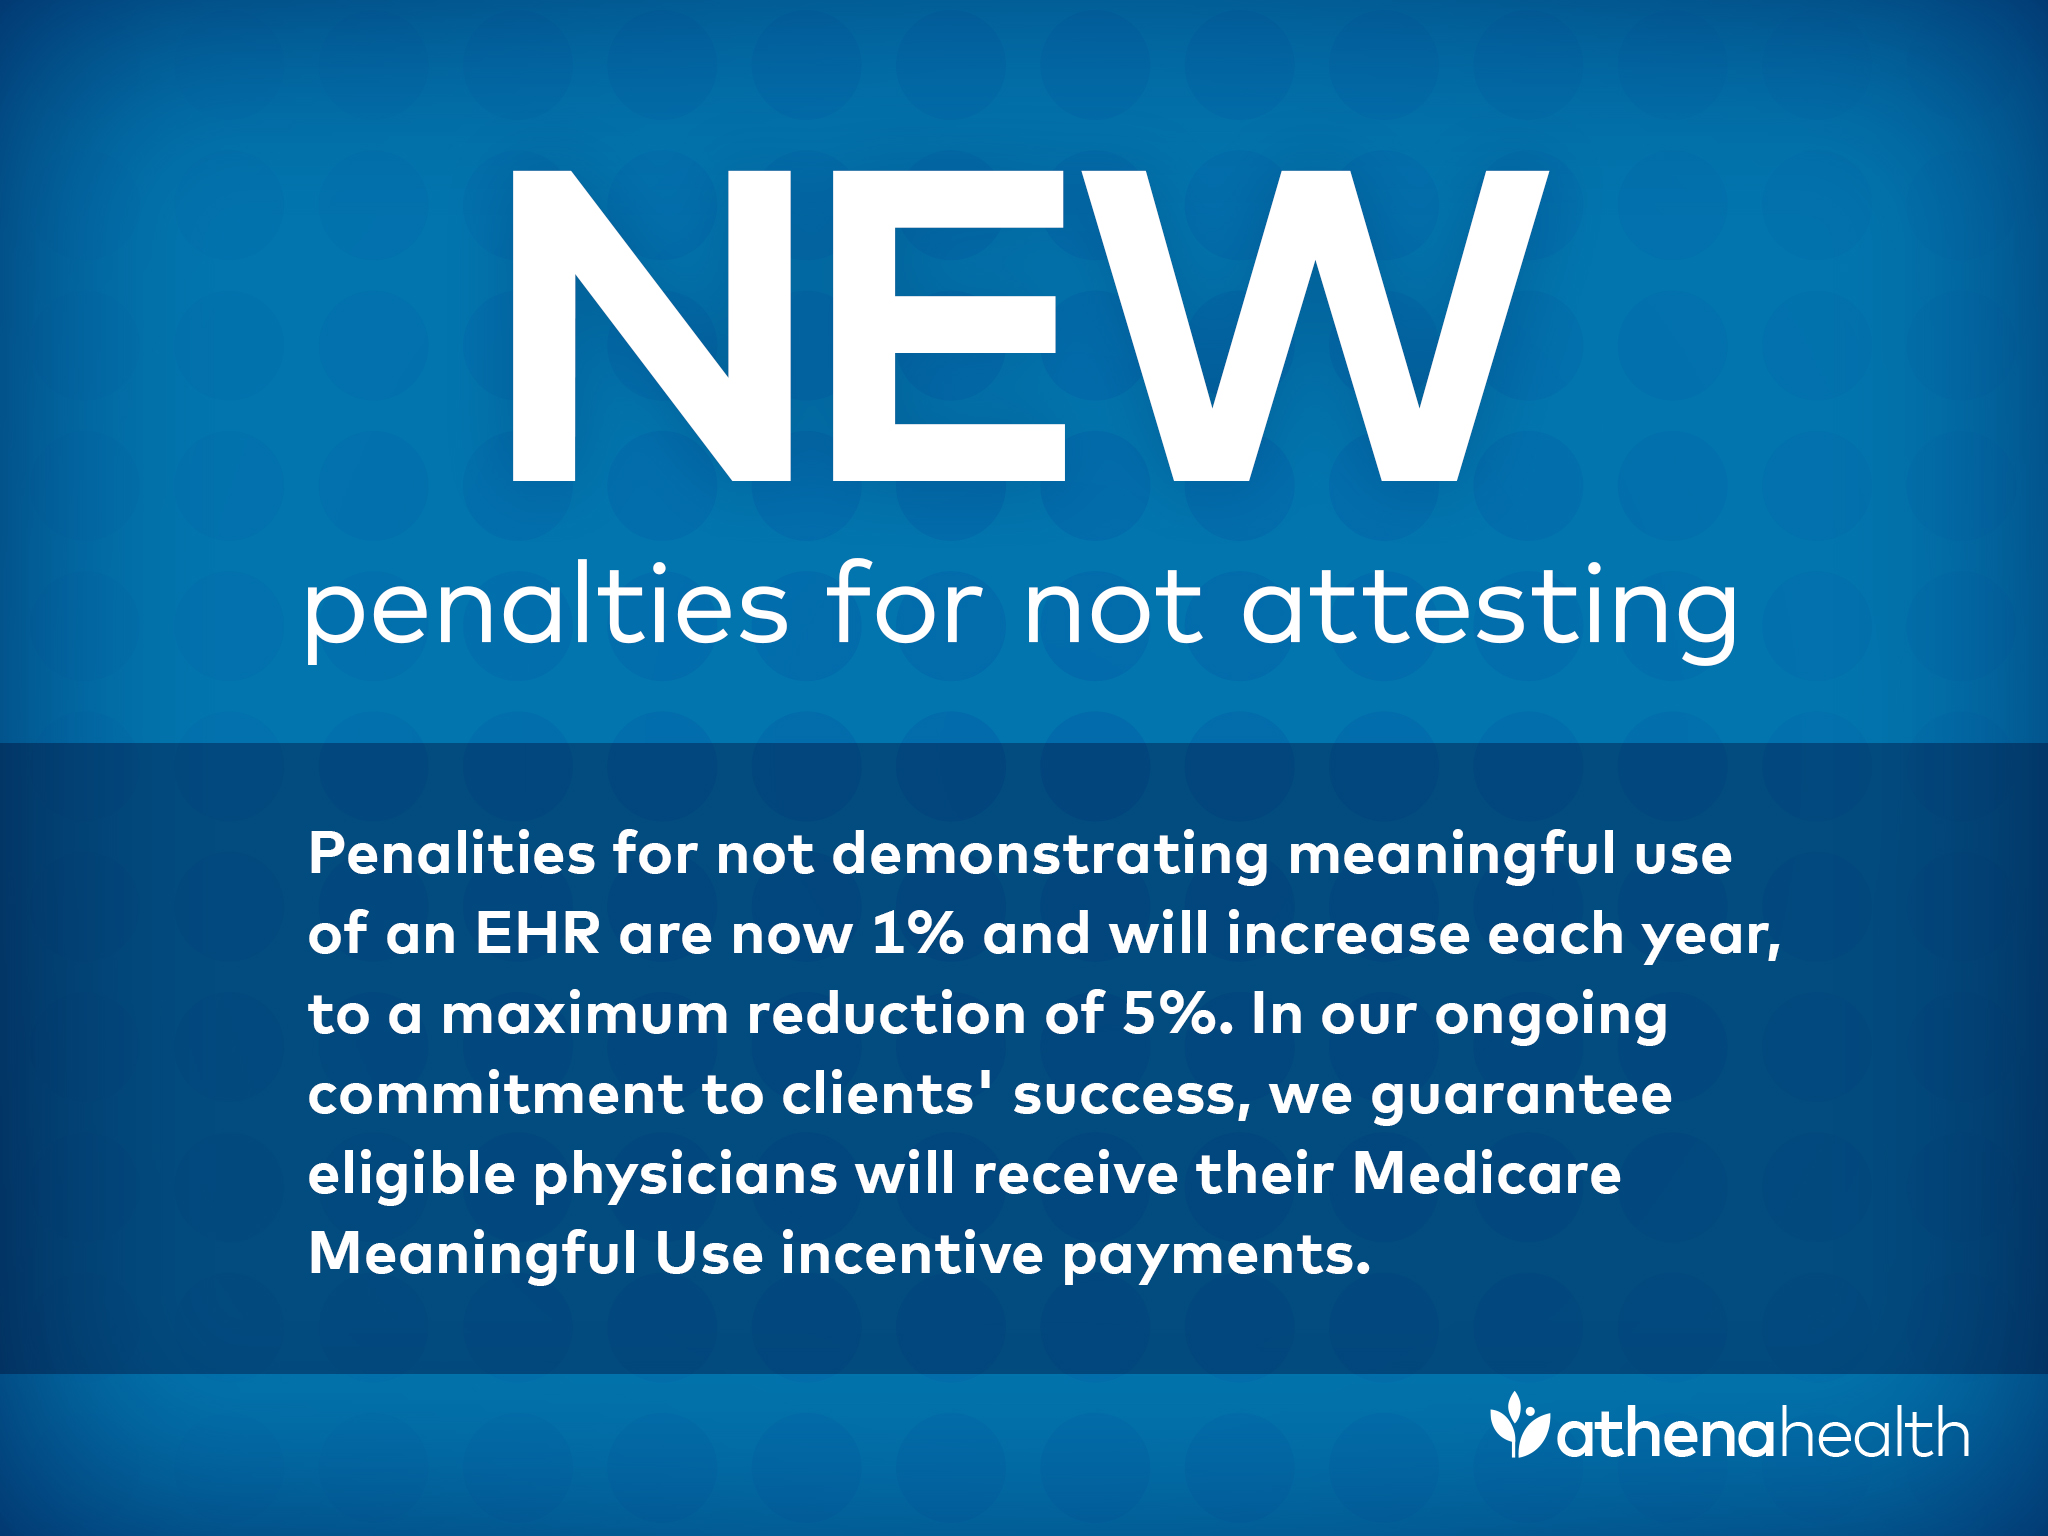 NEW
penalties for not attesting
Penalities for not demonstrating meaningful use
of an EHR are now 1% and will increase each year,
to a maximum reduction of 5%. In our ongoing
commitment to clients' success, we guarantee
eligible physicians will receive their Medicare
Meaningful Use incentive payments.
athenahealth